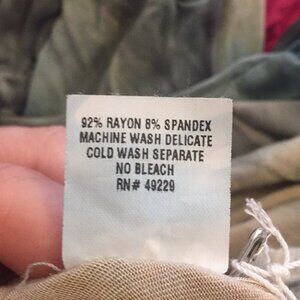 92% RAYON 8% SPANDEX
MACHINE WASH DELICATE
COLD WASH SEPARATE
NO BLEACH
RN# 49229